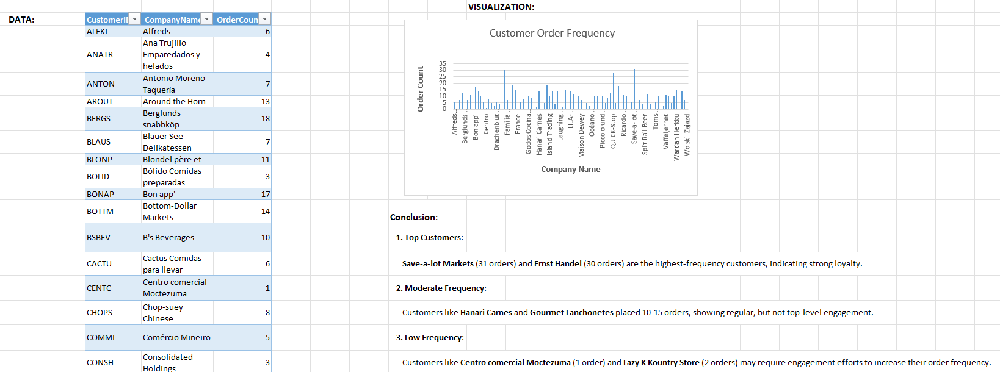 VISUALIZATION:
DATA:
CustomerID CompanyName OrderCoun
ALFKI Alfreds 6
ANATR Ana Trujillo Emparedados y helados 4
ANTON Antonio Moreno Taquería 7
AROUT Around the Horn 13
BERGS Berglunds snabbköp 18
BLAUS Blauer See Delikatessen 7
BLONP Blondel père et 11
BOLID Bólido Comidas preparadas 3
BONAP Bon app' 17
BOTTM Bottom-Dollar Markets 14
BSBEV B's Beverages 10
CACTU Cactus Comidas para llevar 6
CENTC Centro comercial Moctezuma 1
CHOPS Chop-suey Chinese 8
COMMI Comércio Mineiro 5
CONSH Consolidated Holdings 3
Customer Order Frequency
Order Count
35
30
25
20
15
10
5
0
Alfreds…
Berglunds…
Bon app'
Centro…
Drachenblut…
Familia…
France…
Godos Cocina…
Hanari Carnes
Island Trading
Laughing…
LILA-…
Maison Dewey
Océano…
Piccolo und…
QUICK-Stop
Ricardo…
Save-a-lot…
Split Rail Beer…
Toms…
Vaffeljernet
Wartian Herkku
Wolski Zajazd
Company Name
Conclusion:
1. Top Customers:
Save-a-lot Markets (31 orders) and Ernst Handel (30 orders) are the highest-frequency customers, indicating strong loyalty.
2. Moderate Frequency:
Customers like Hanari Carnes and Gourmet Lanchonetes placed 10-15 orders, showing regular, but not top-level engagement.
3. Low Frequency:
Customers like Centro comercial Moctezuma (1 order) and Lazy K Kountry Store (2 orders) may require engagement efforts to increase their order frequency.